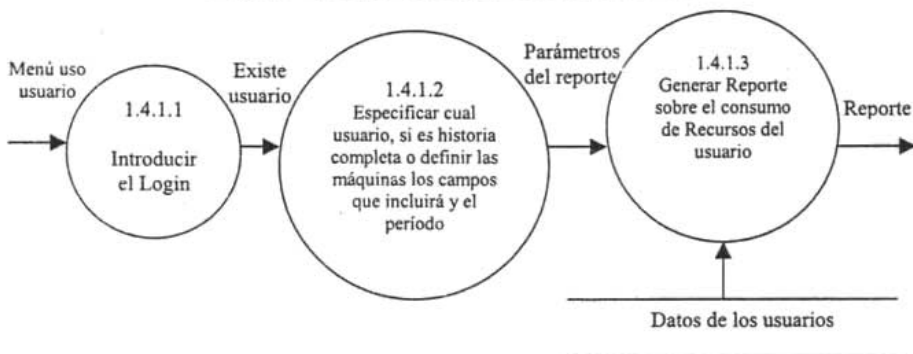 Menú uso
usuario
1.4.1.1
Introducir
el Login
Existe
usuario
1.4.1.2
Especificar cual
usuario, si es historia
completa o definir las
máquinas los campos
que incluirá y el
período
Parámetros
del reporte
1.4.1.3
Generar Reporte
sobre el consumo
de Recursos del
usuario
Reporte
Datos de los usuarios